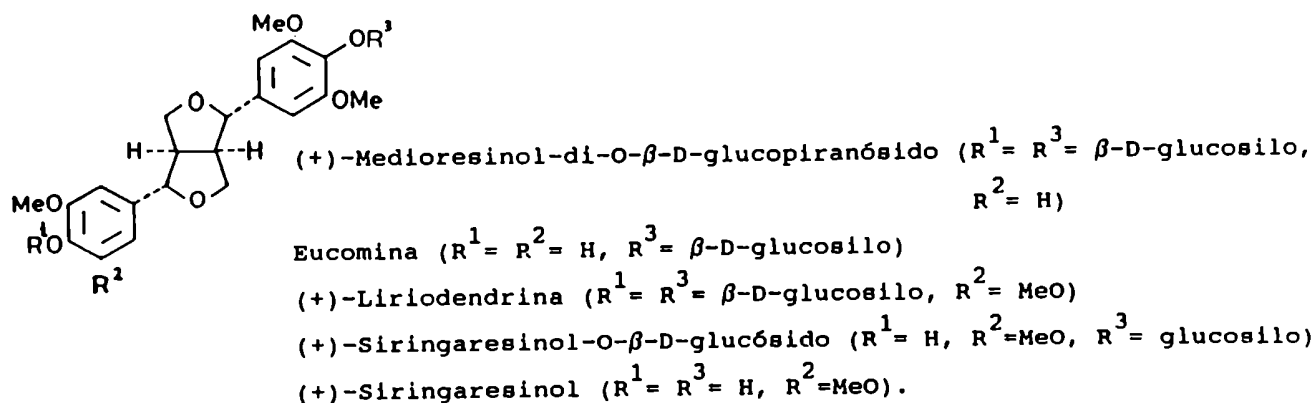 MeO
OR³
O
OMe
H
H
O
MeO
R¹O
R²
(+)-Medioresinol-di-O-β-D-glucopiranósido (R¹= R³= β-D-glucosilo,
R²= H)
Eucomina (R¹= R²= H, R³= β-D-glucosilo)
(+)-Liriodendrina (R¹= R³= β-D-glucosilo, R²= MeO)
(+)-Siringaresinol-O-β-D-glucósido (R¹= H, R²=MeO, R³= glucosilo)
(+)-Siringaresinol (R¹= R³= H, R²=MeO).